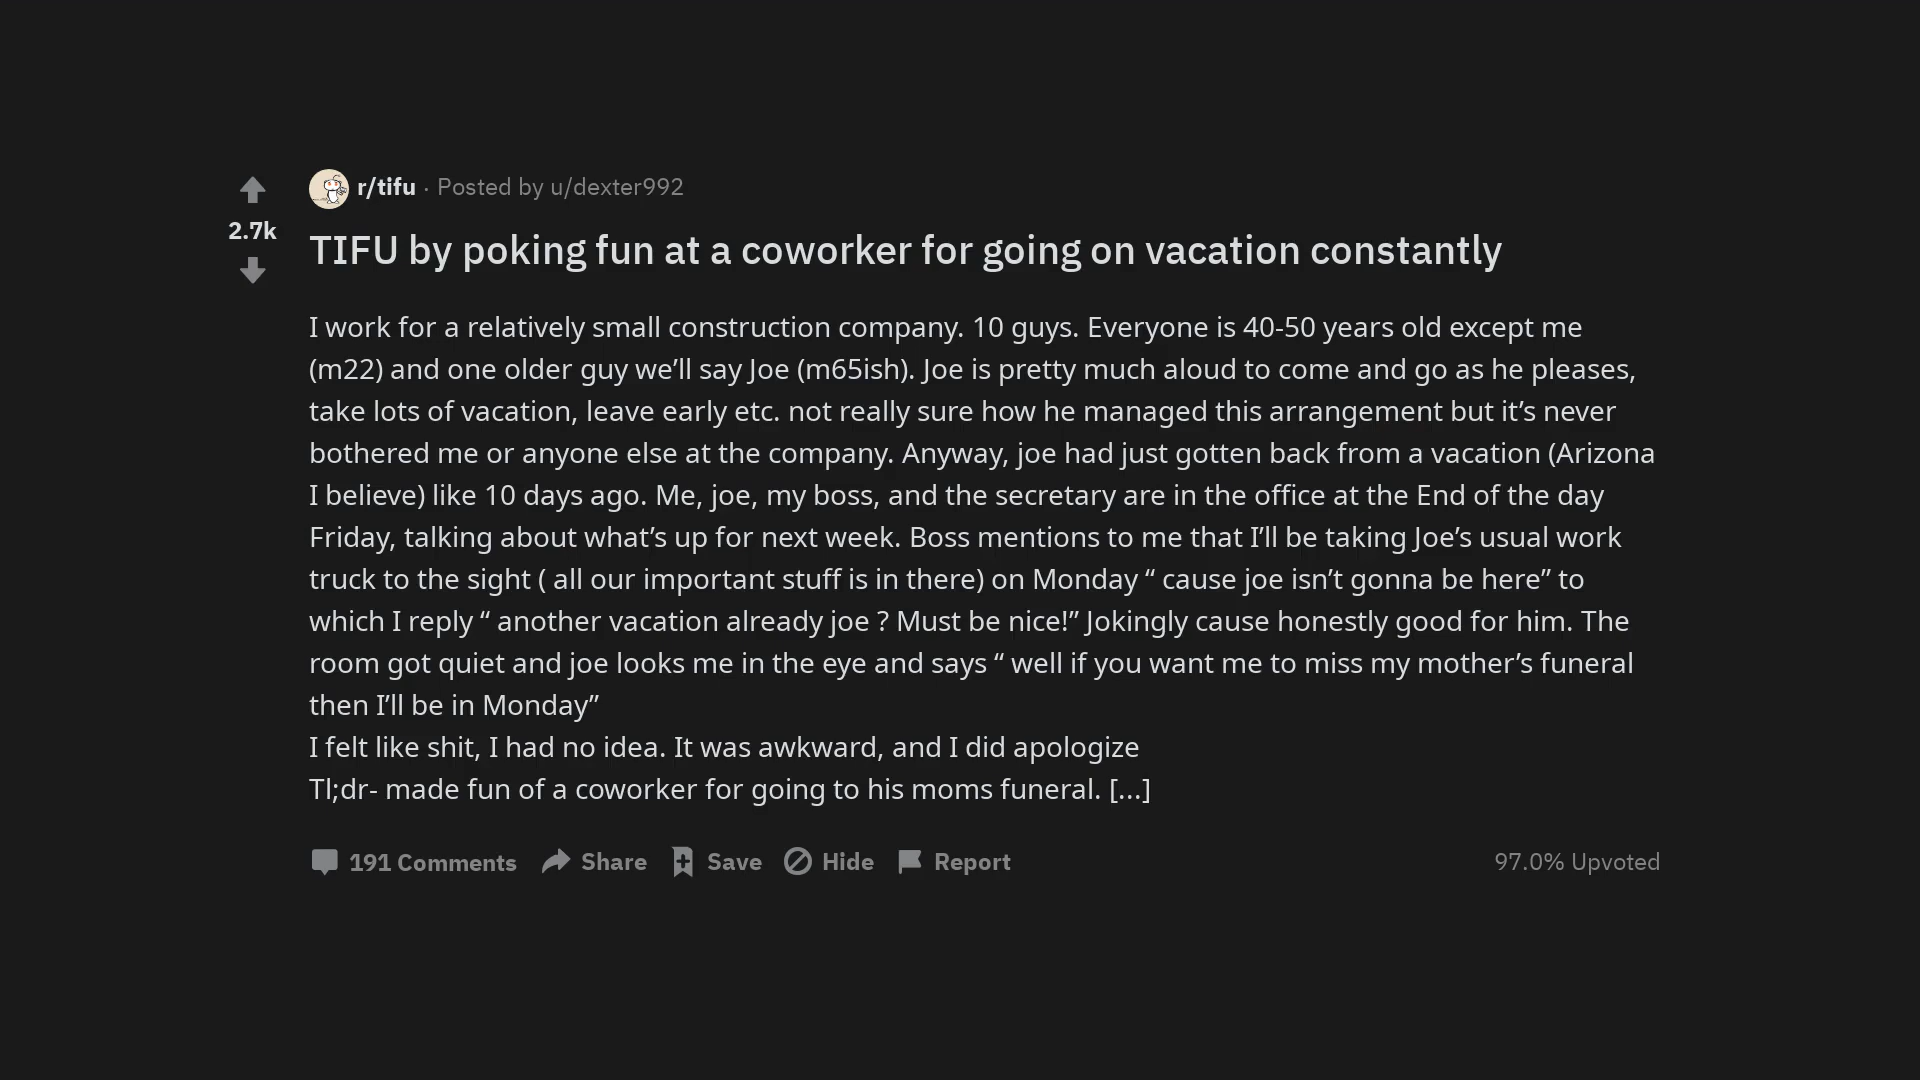 r/tifu · Posted by u/dexter992
2.7k
TIFU by poking fun at a coworker for going on vacation constantly
I work for a relatively small construction company. 10 guys. Everyone is 40-50 years old except me
(m22) and one older guy we’ll say Joe (m65ish). Joe is pretty much aloud to come and go as he pleases,
take lots of vacation, leave early etc. not really sure how he managed this arrangement but it’s never
bothered me or anyone else at the company. Anyway, joe had just gotten back from a vacation (Arizona
I believe) like 10 days ago. Me, joe, my boss, and the secretary are in the office at the End of the day
Friday, talking about what’s up for next week. Boss mentions to me that I’ll be taking Joe’s usual work
truck to the sight ( all our important stuff is in there) on Monday “ cause joe isn’t gonna be here” to
which I reply “ another vacation already joe ? Must be nice!” Jokingly cause honestly good for him. The
room got quiet and joe looks me in the eye and says “ well if you want me to miss my mother’s funeral
then I’ll be in Monday”
I felt like shit, I had no idea. It was awkward, and I did apologize
Tl;dr- made fun of a coworker for going to his moms funeral. [...]
191 Comments Share Save Hide Report 97.0% Upvoted